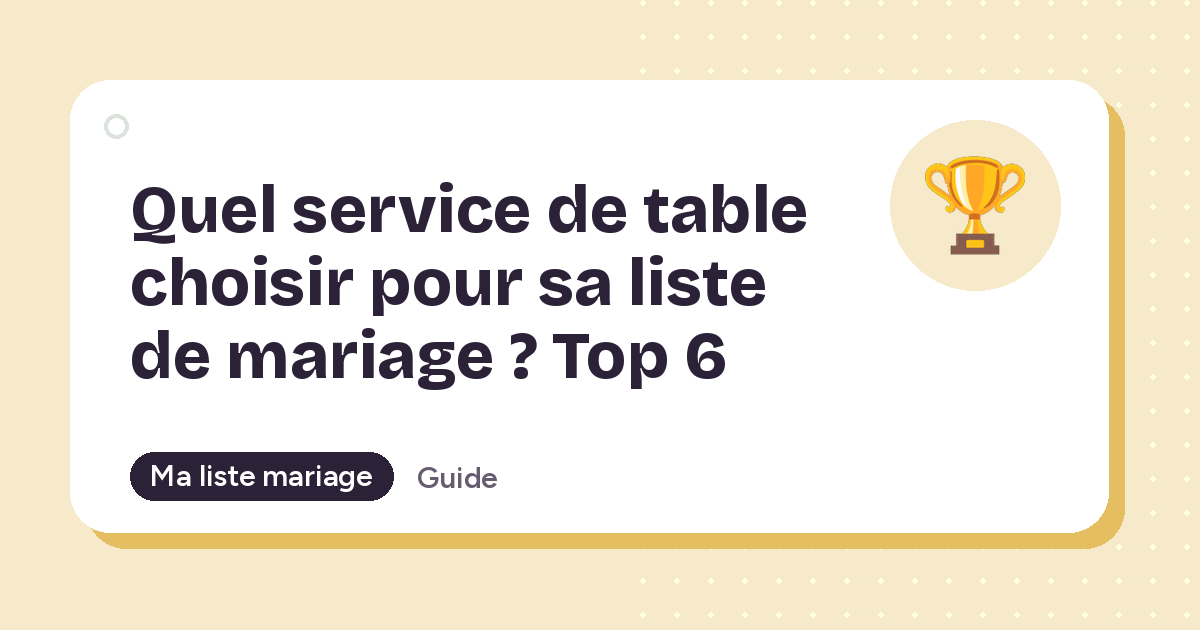 Quel service de table
choisir pour sa liste
de mariage ? Top 6
Ma liste mariage
Guide